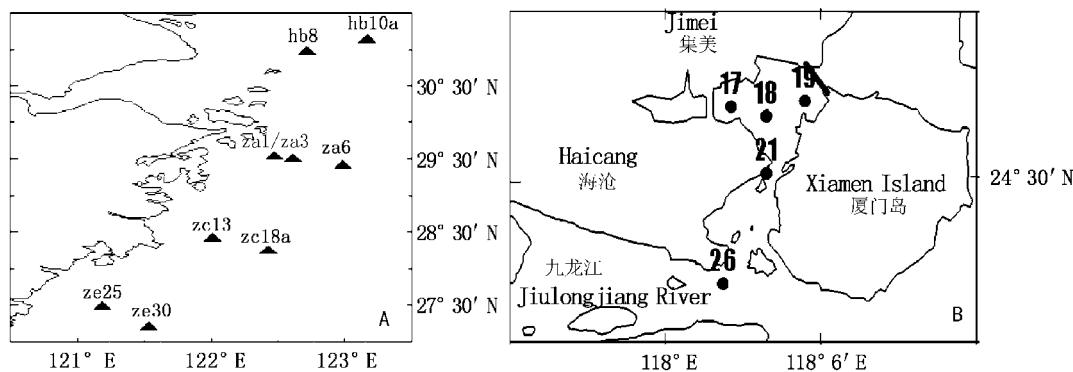 hb10a
hb8
30° 30′ N
za1/za3
za6
29° 30′ N
zc13
zc18a
28° 30′ N
ze25
ze30
27° 30′ N
A
121° E
122° E
123° E
Jimei
集美
17
18
19
21
Haicang
海沧
Xiamen Island
厦门岛
24° 30′ N
九龙江
26
Jiulongjiang River
B
118° E
118° 6′ E